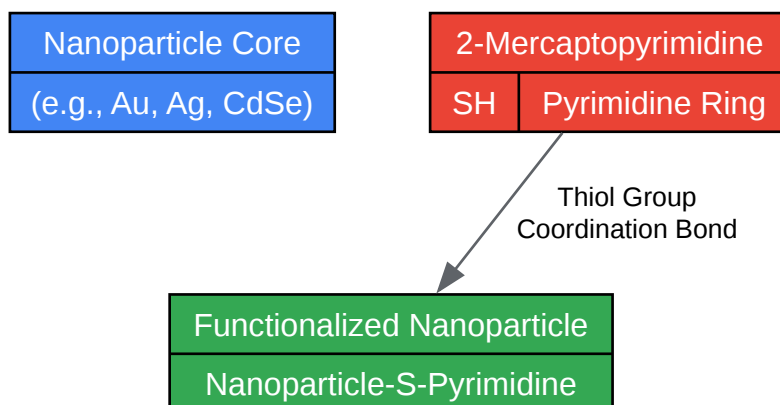 Nanoparticle Core
(e.g., Au, Ag, CdSe)
2-Mercaptopyrimidine
SH
Pyrimidine Ring
Thiol Group
Coordination Bond
Functionalized Nanoparticle
Nanoparticle-S-Pyrimidine